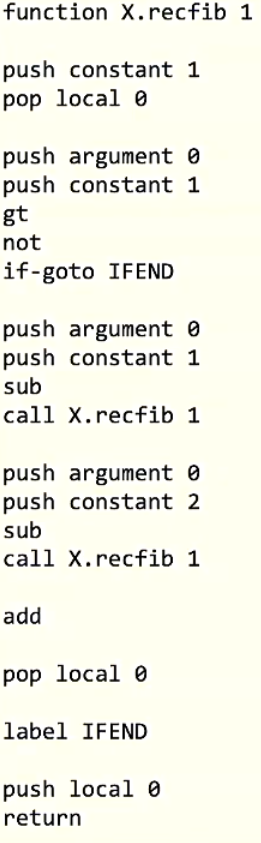 function X.recfib 1
push constant 1
pop local 0
push argument 0
push constant 1
gt
not
if-goto IFEND
push argument 0
push constant 1
sub
call X.recfib 1
push argument 0
push constant 2
sub
call X.recfib 1
add
pop local 0
label IFEND
push local 0
return